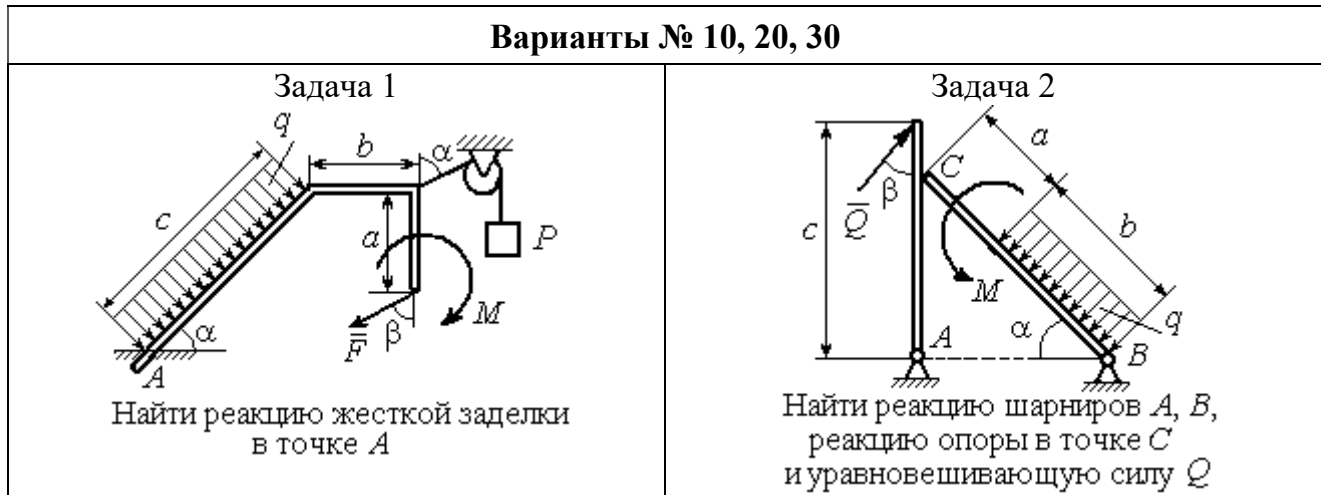 Варианты № 10, 20, 30
Задача 1
q
b
α
c
a
P
M
α
β
F
A
Найти реакцию жесткой заделки
в точке A
Задача 2
a
C
Q
β
b
c
M
A
α
q
B
Найти реакцию шарниров A, B,
реакцию опоры в точке C
и уравновешивающую силу Q